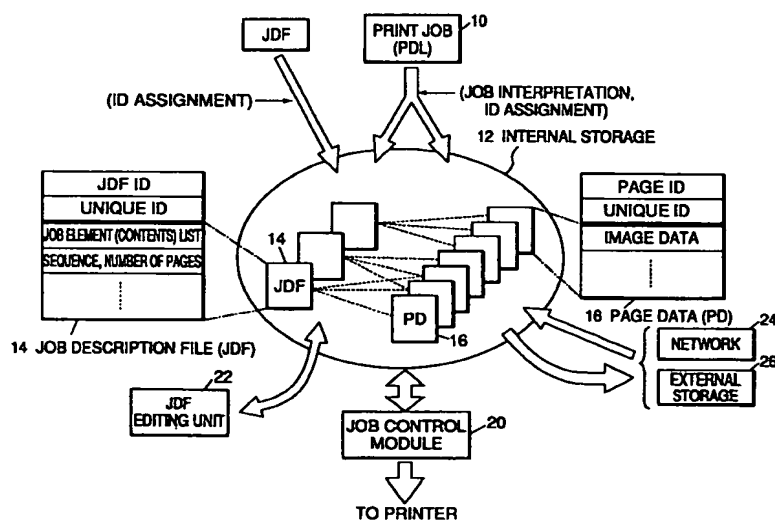 JDF
PRINT JOB
(PDL)
10
(ID ASSIGNMENT)
(JOB INTERPRETATION,
ID ASSIGNMENT)
12 INTERNAL STORAGE
JDF ID
UNIQUE ID
JOB ELEMENT (CONTENTS) LIST
SEQUENCE, NUMBER OF PAGES
14 JOB DESCRIPTION FILE (JDF)
14
JDF
PD
16
PAGE ID
UNIQUE ID
IMAGE DATA
16 PAGE DATA (PD)
24
NETWORK
26
EXTERNAL
STORAGE
22
JDF
EDITING UNIT
20
JOB CONTROL
MODULE
TO PRINTER